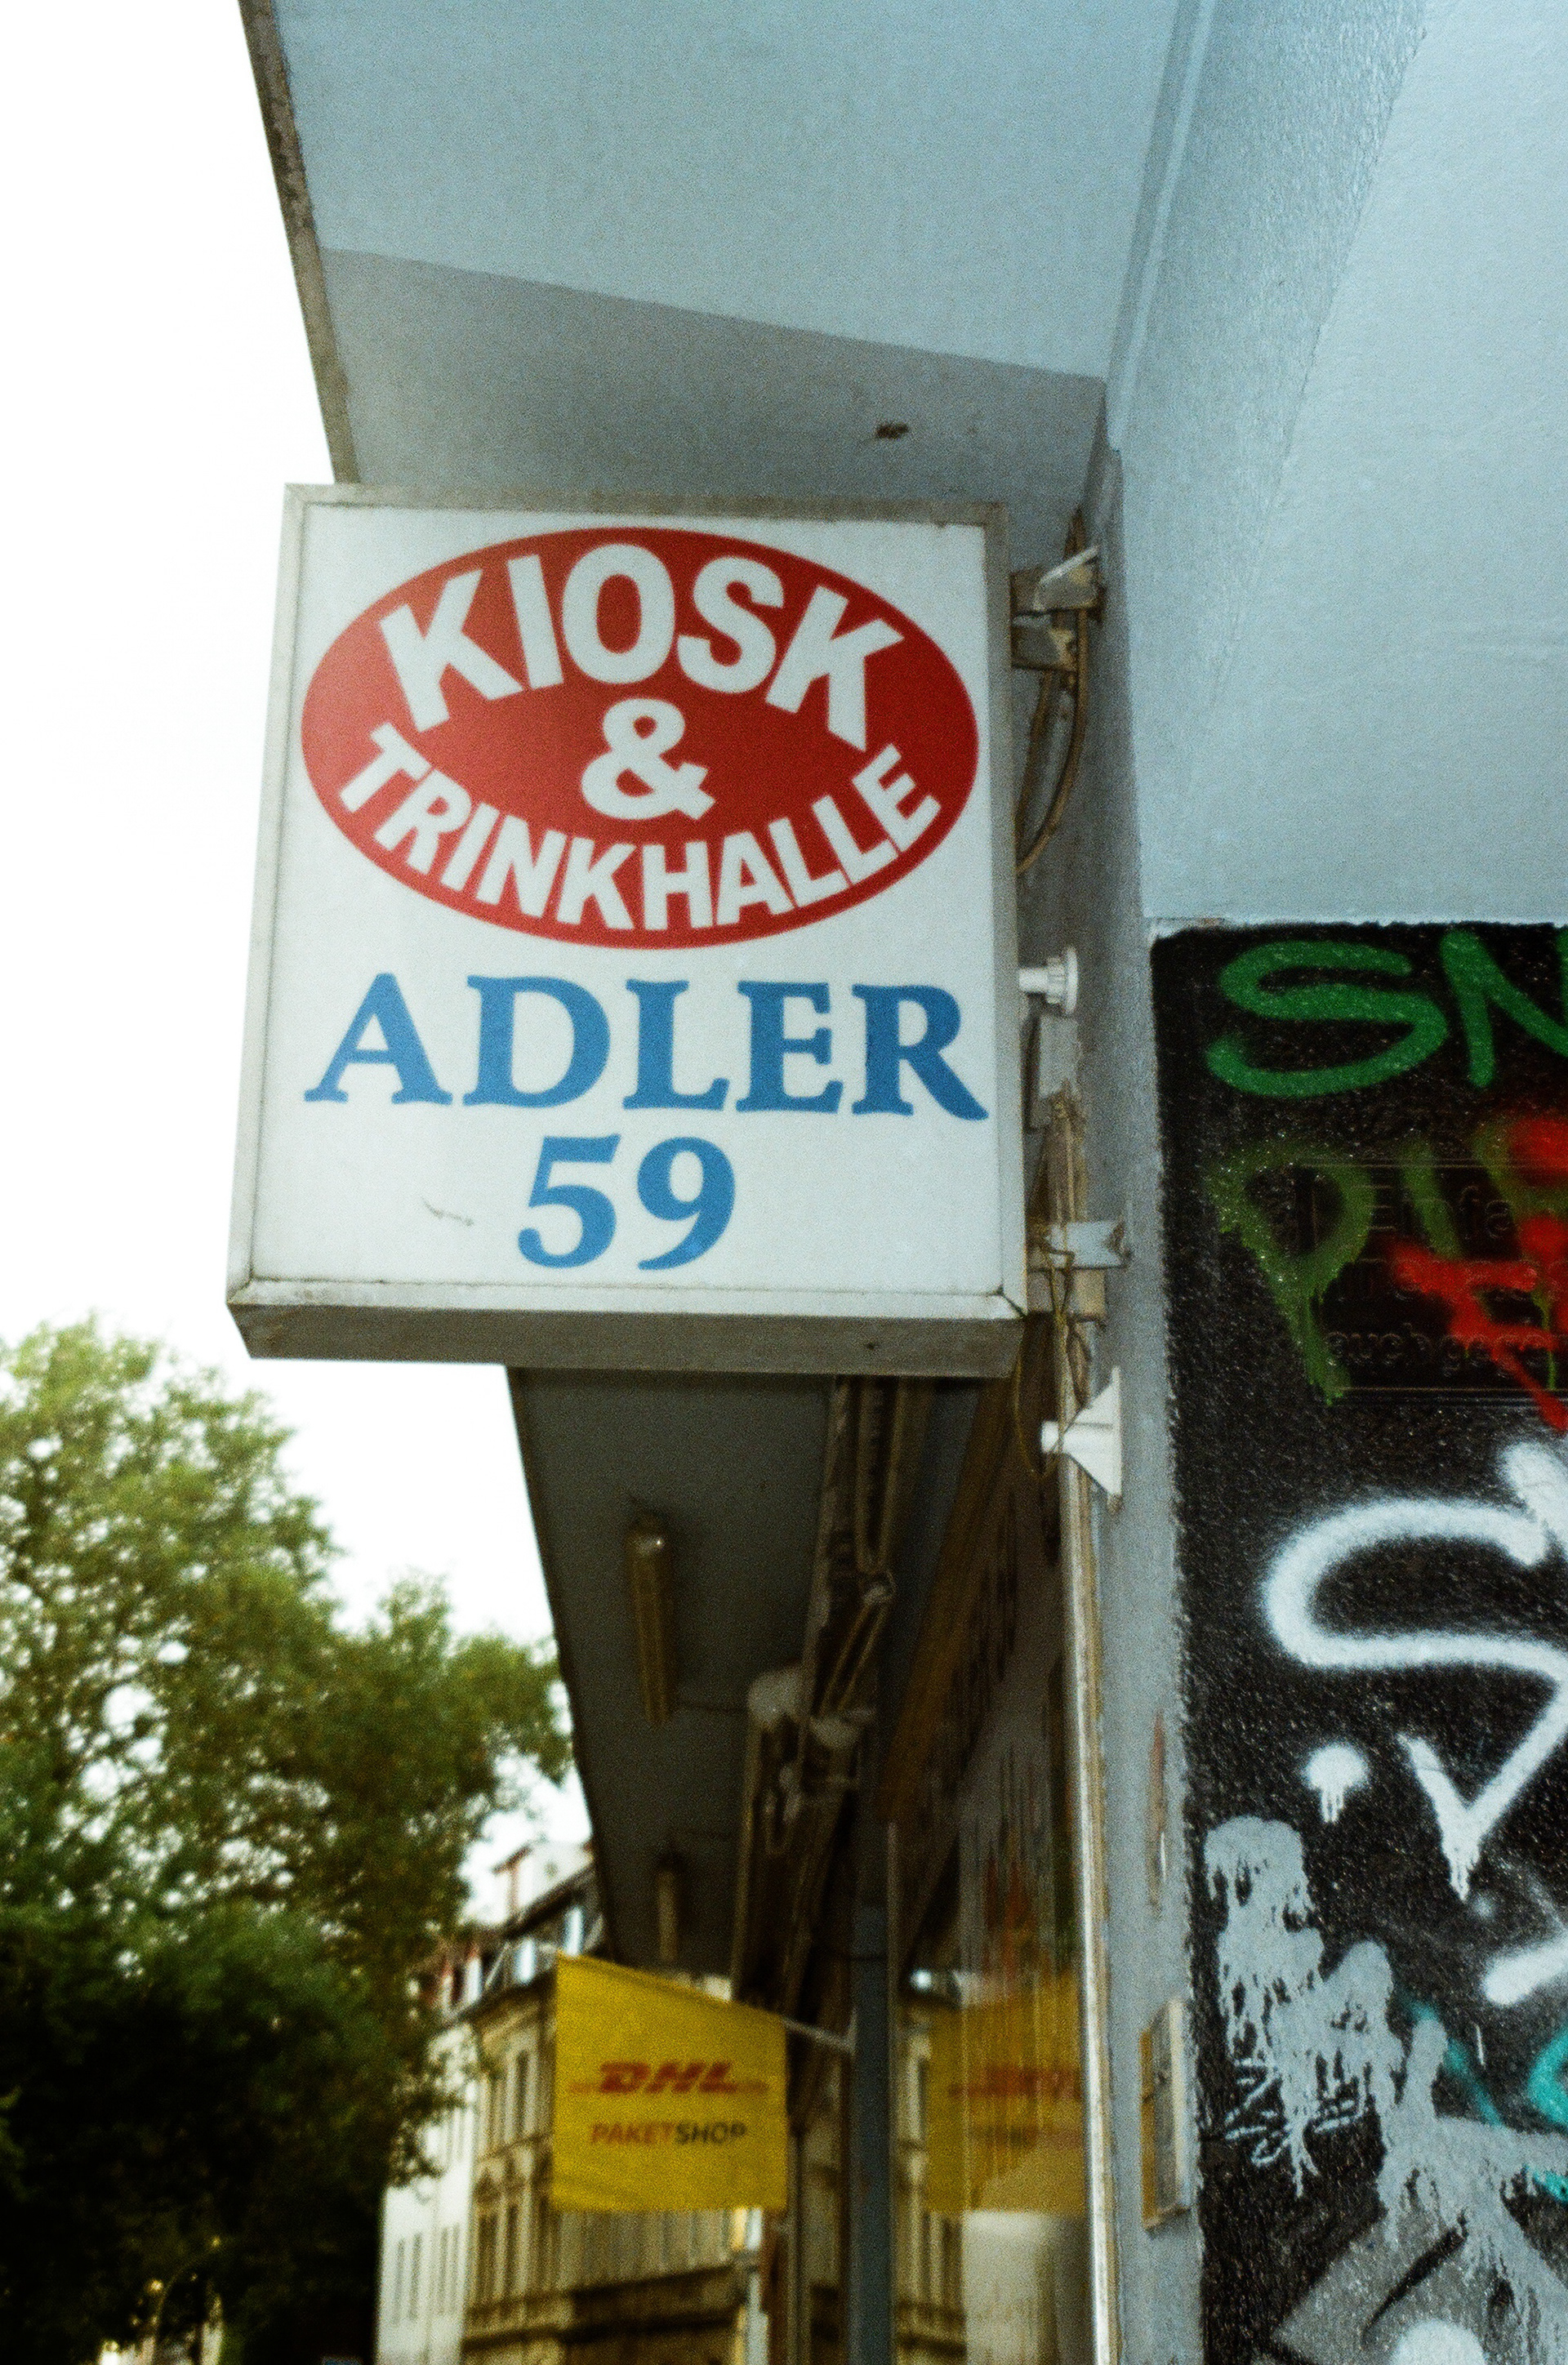 KIOSK
&
TRINKHALLE
ADLER
59
DHL
PAKETSHOP